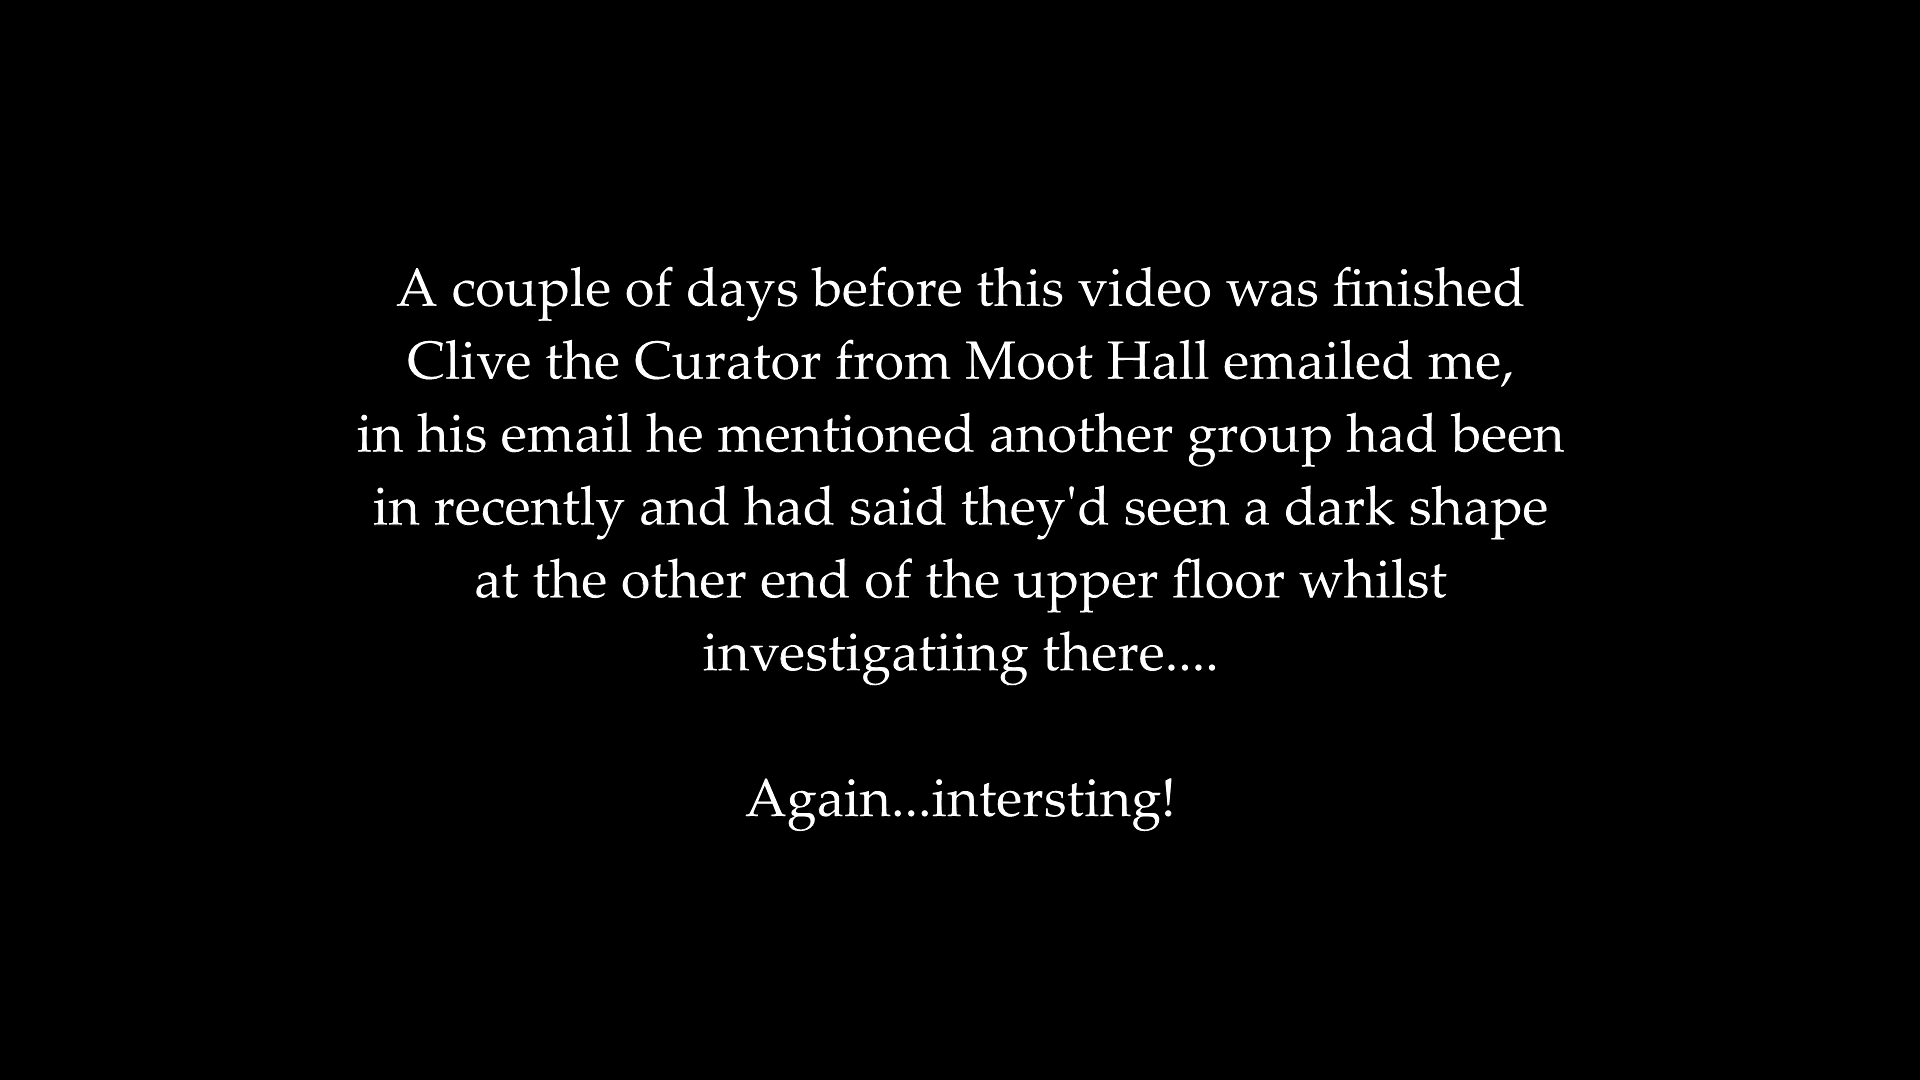 A couple of days before this video was finished
Clive the Curator from Moot Hall emailed me,
in his email he mentioned another group had been
in recently and had said they'd seen a dark shape
at the other end of the upper floor whilst
investigatiing there....
Again...intersting!